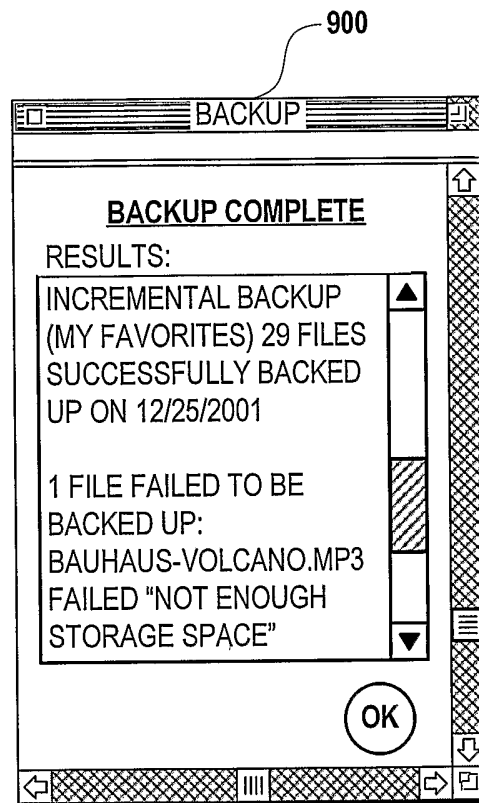 900
BACKUP
BACKUP COMPLETE
RESULTS:
INCREMENTAL BACKUP
(MY FAVORITES) 29 FILES
SUCCESSFULLY BACKED
UP ON 12/25/2001
1 FILE FAILED TO BE
BACKED UP:
BAUHAUS-VOLCANO.MP3
FAILED “NOT ENOUGH
STORAGE SPACE”
OK